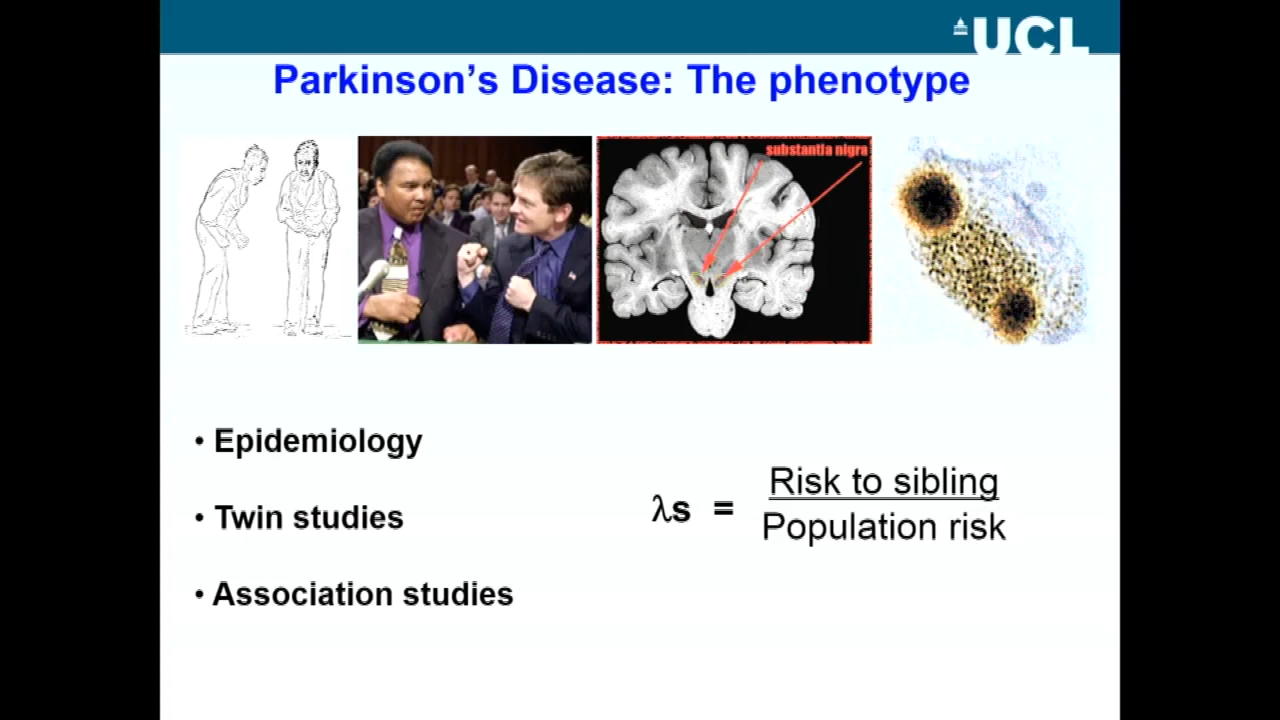 UCL
Parkinson's Disease: The phenotype
substantia nigra
• Epidemiology
• Twin studies
• Association studies
λs = Risk to sibling
Population risk